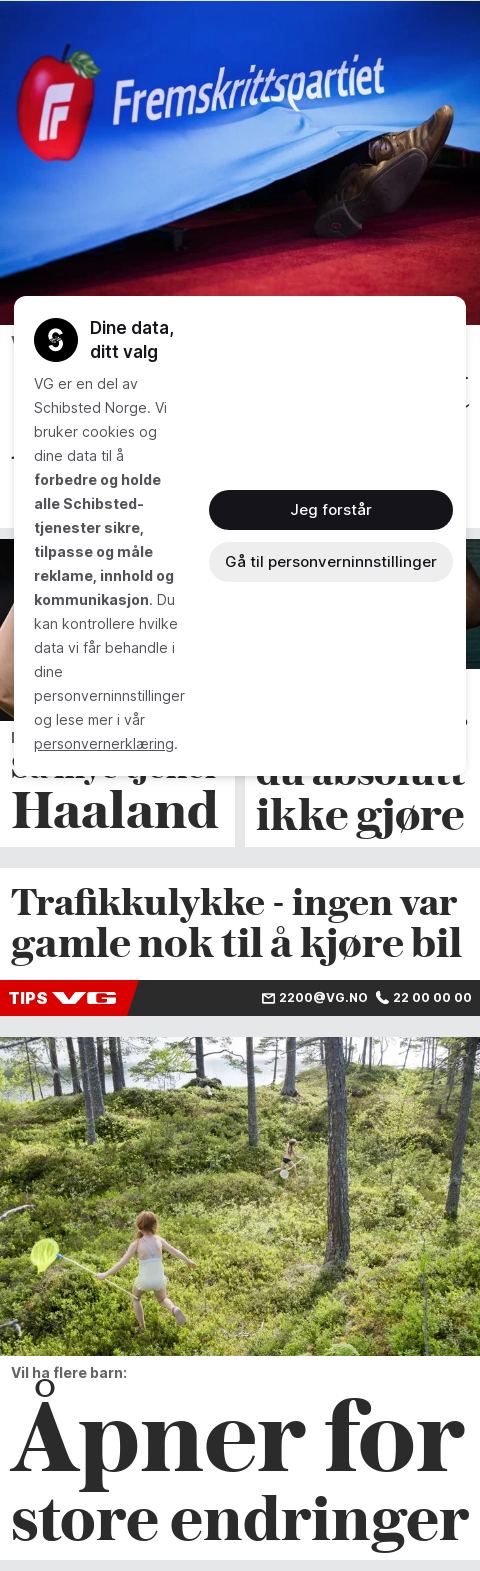 Fremskrittspartiet
Dine data,
ditt valg
VG er en del av
Schibsted Norge. Vi
bruker cookies og
dine data til å
forbedre og holde
alle Schibsted-
tjenester sikre,
tilpasse og måle
reklame, innhold og
kommunikasjon. Du
kan kontrollere hvilke
data vi får behandle i
dine
personverninnstillinger
og lese mer i vår
personvernerklæring.
Jeg forstår
Gå til personverninnstillinger
Haaland
du absolutt
ikke gjøre
Trafikkulykke - ingen var
gamle nok til å kjøre bil
TIPS VG
2200@VG.NO 22 00 00 00
Vil ha flere barn:
Åpner for
store endringer